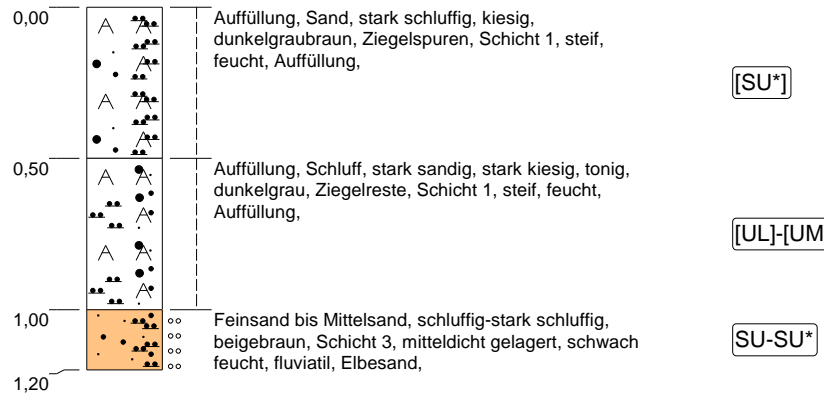 0,00
Auffüllung, Sand, stark schluffig, kiesig,
dunkelgraubraun, Ziegelspuren, Schicht 1, steif,
feucht, Auffüllung,
[SU*]
0,50
Auffüllung, Schluff, stark sandig, stark kiesig, tonig,
dunkelgrau, Ziegelreste, Schicht 1, steif, feucht,
Auffüllung,
[UL]-[UM
1,00
Feinsand bis Mittelsand, schluffig-stark schluffig,
beigebraun, Schicht 3, mitteldicht gelagert, schwach
feucht, fluviatil, Elbesand,
SU-SU*
1,20